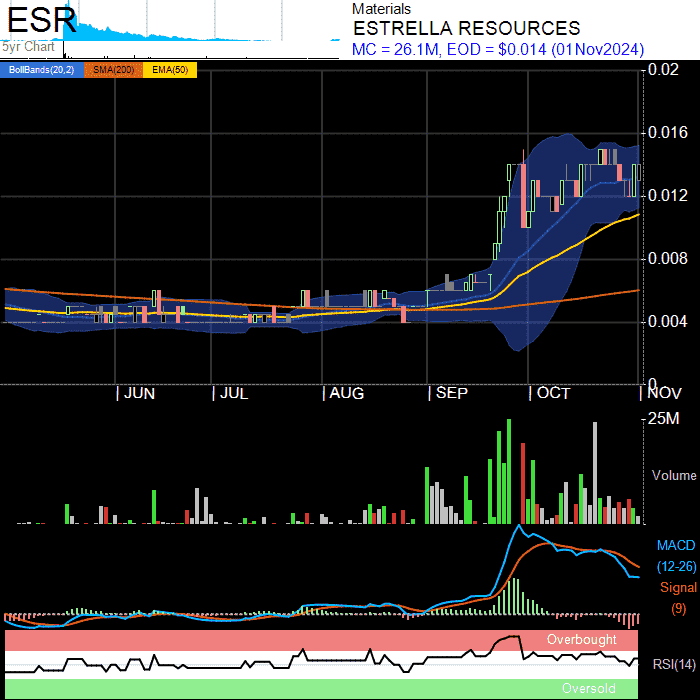 ESR
5yr Chart
Materials
ESTRELLA RESOURCES
MC = 26.1M, EOD = $0.014 (01Nov2024)
BollBands(20,2) SMA(200) EMA(50)
0.02
0.016
0.012
0.008
0.004
0
JUN JUL AUG SEP OCT NOV
25M
Volume
MACD
(12-26)
Signal
(9)
Overbought
RSI(14)
Oversold